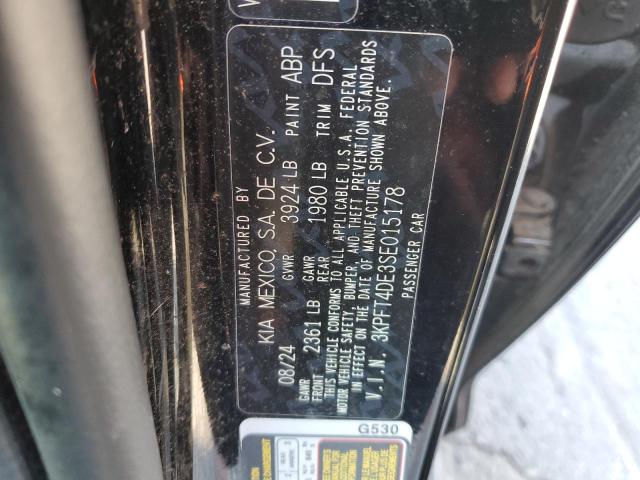 MANUFACTURED BY
KIA MEXICO, S.A. DE C.V.
08/24 GVWR 3924 LB PAINT ABP
GAWR FRONT 2361 LB GAWR REAR 1980 LB TRIM DFS
THIS VEHICLE CONFORMS TO ALL APPLICABLE U.S.A. FEDERAL
MOTOR VEHICLE SAFETY, BUMPER, AND THEFT PREVENTION STANDARDS
IN EFFECT ON THE DATE OF MANUFACTURE SHOWN ABOVE.
V.I.N. 3KPFT4DE3SE015178
PASSENGER CAR
G530